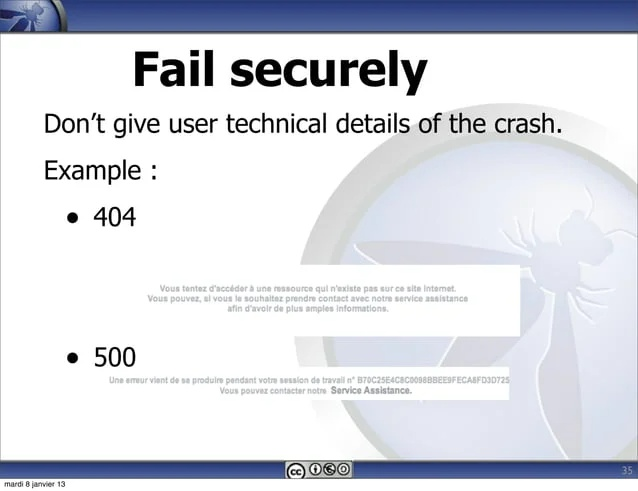 Fail securely
Don't give user technical details of the crash.
Example :
• 404
Vous tentez d'accéder à une ressource qui n'existe pas sur ce site internet.
Vous pouvez, si vous le souhaitez prendre contact avec notre service assistance
afin d'avoir de plus amples informations.
• 500
Une erreur vient de se produire pendant votre session de travail n° B70C25E4C8C0098BBEE9FECA8FD3D725
Vous pouvez contacter notre Service Assistance.
cc
35
mardi 8 janvier 13